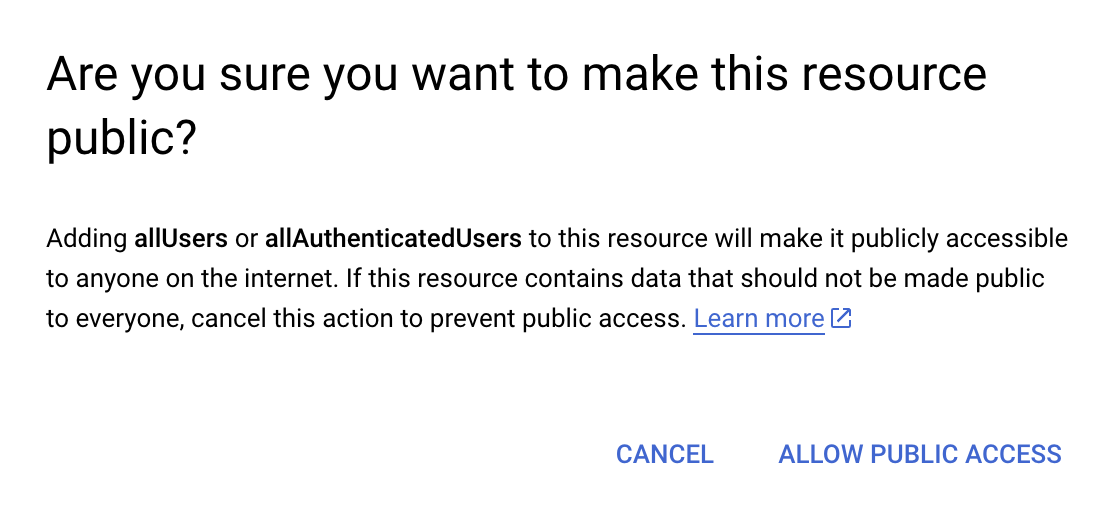 Are you sure you want to make this resource
public?
Adding allUsers or allAuthenticatedUsers to this resource will make it publicly accessible
to anyone on the internet. If this resource contains data that should not be made public
to everyone, cancel this action to prevent public access. Learn more
CANCEL ALLOW PUBLIC ACCESS